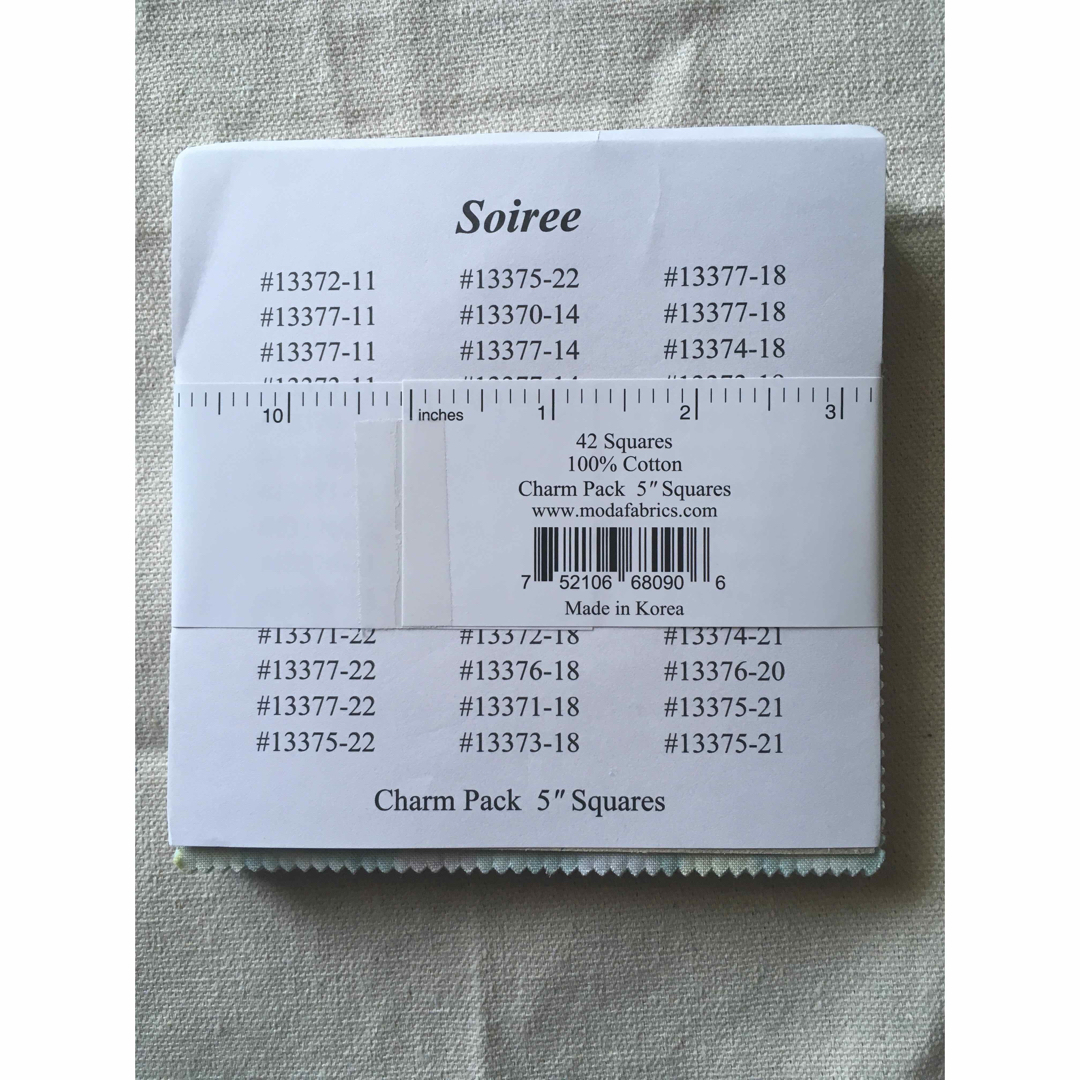 Soiree
#13372-11 #13375-22 #13377-18
#13377-11 #13370-14 #13377-18
#13377-11 #13377-14 #13374-18
10 inches 1 2 3
42 Squares
100% Cotton
Charm Pack 5" Squares
www.modafabrics.com
7 52106 68090 6
Made in Korea
#13371-22 #13372-18 #13374-21
#13377-22 #13376-18 #13376-20
#13377-22 #13371-18 #13375-21
#13375-22 #13373-18 #13375-21
Charm Pack 5" Squares